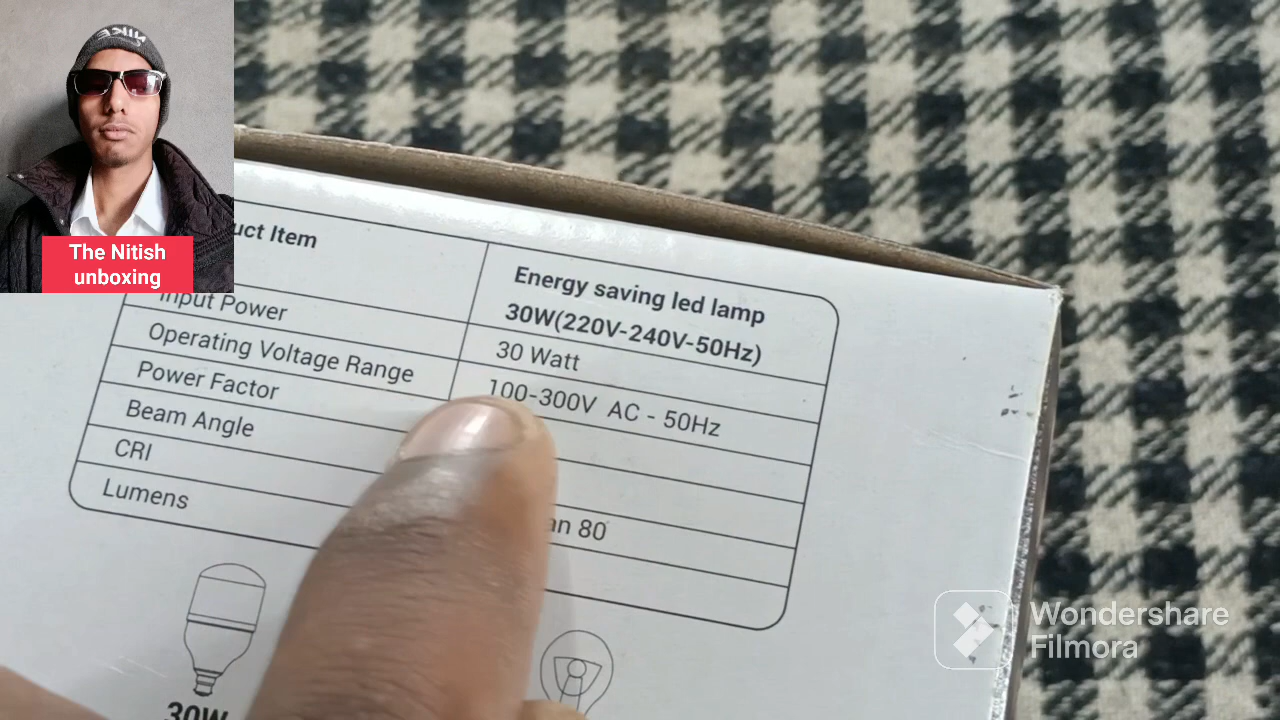 NIKE
The Nitish
unboxing
uct Item
Energy saving led lamp
30W(220V-240V-50Hz)
Input Power
30 Watt
Operating Voltage Range
100-300V AC - 50Hz
Power Factor
Beam Angle
CRI
an 80
Lumens
30W
Wondershare
Filmora